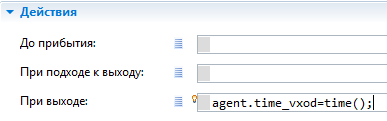 Действия
До прибытия:
При подходе к выходу:
При выходе: agent.time_vxod=time();